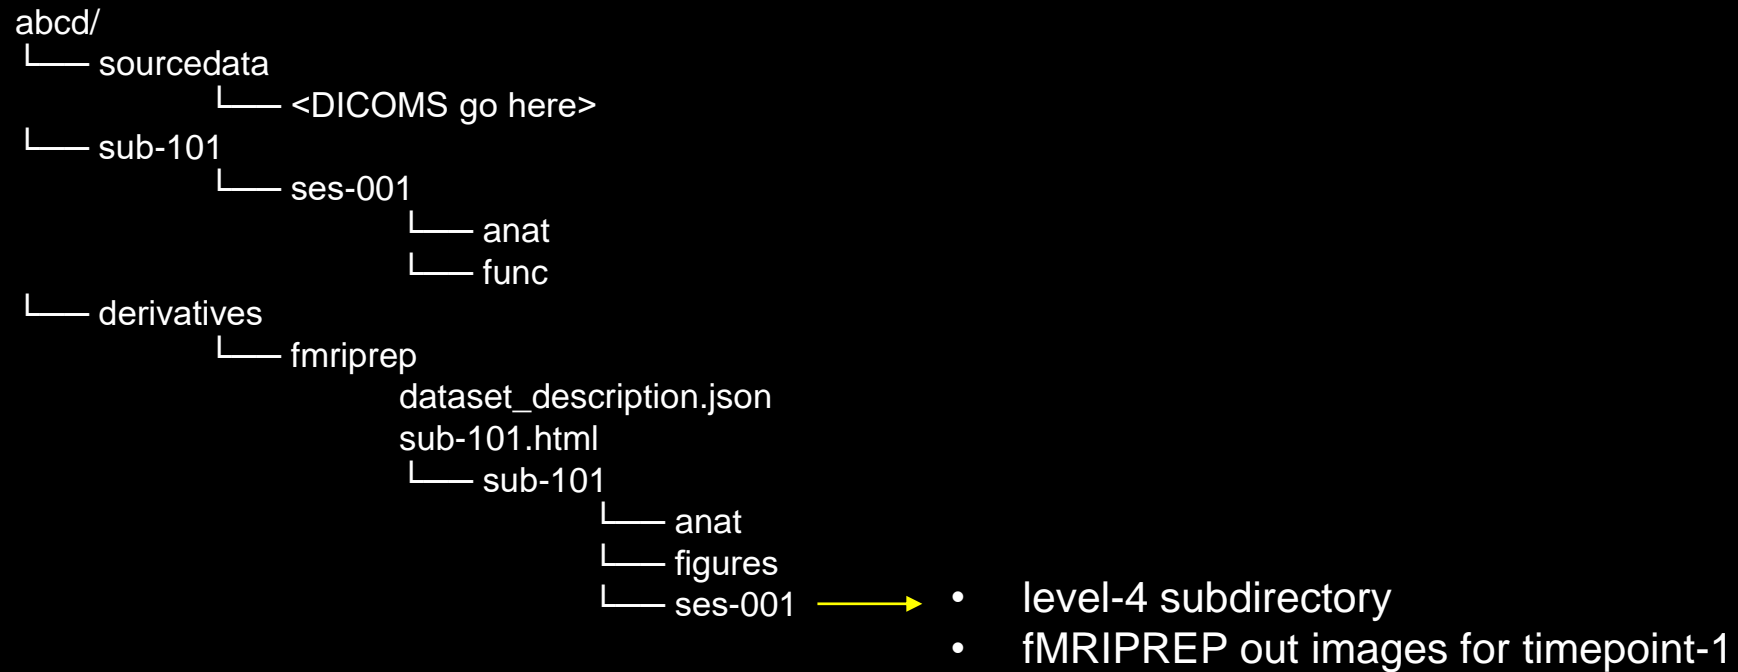 abcd/
└── sourcedata
└── <DICOMS go here>
└── sub-101
└── ses-001
└── anat
└── func
└── derivatives
└── fmriprep
dataset_description.json
sub-101.html
└── sub-101
└── anat
└── figures
└── ses-001
• level-4 subdirectory
• fMRIPREP out images for timepoint-1